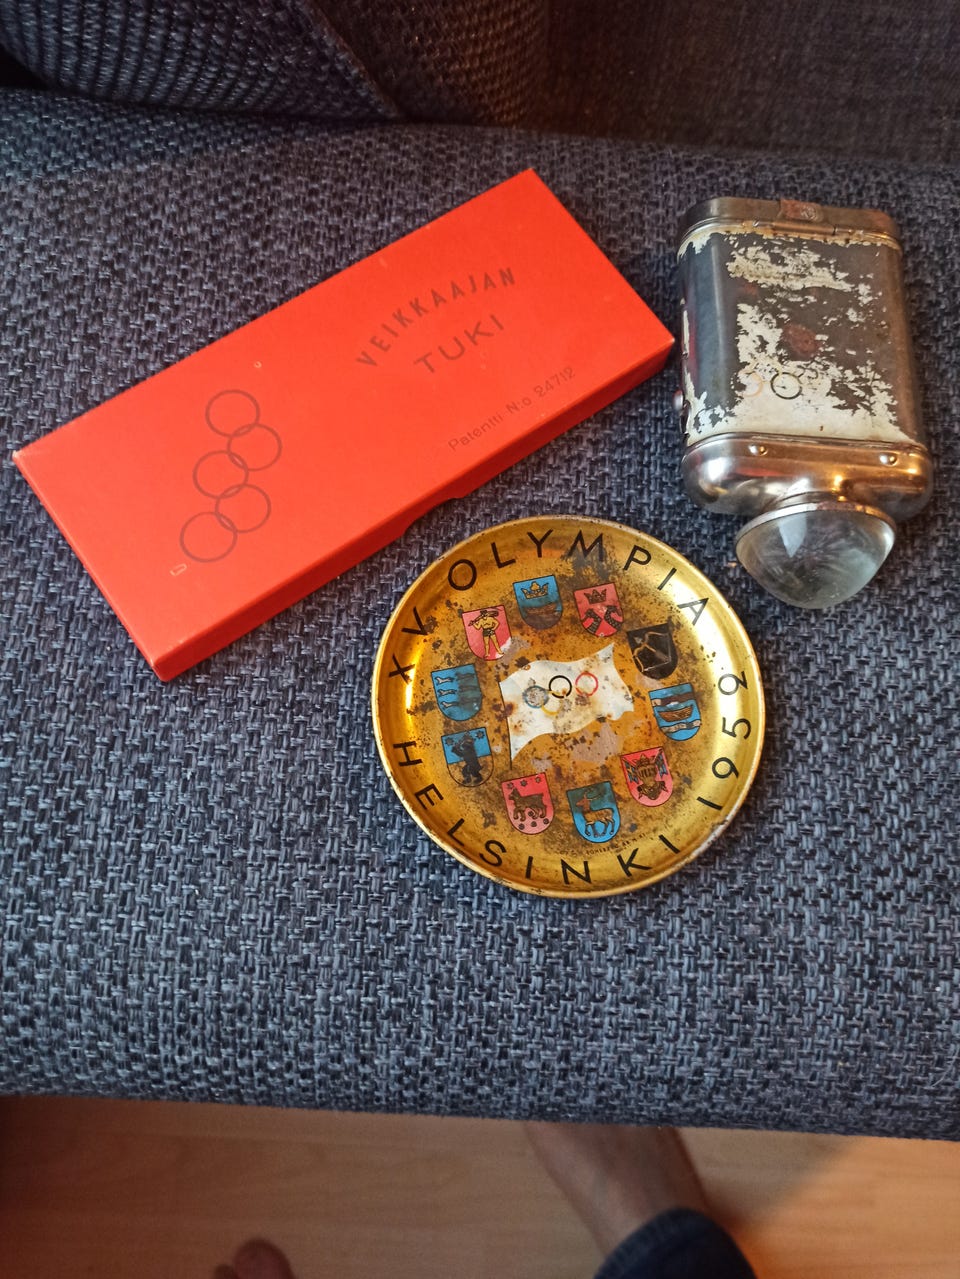 VEIKKAAJAN
TUKI
Patentti N:o 24712
XV OLYMPIA 1952
HELSINKI